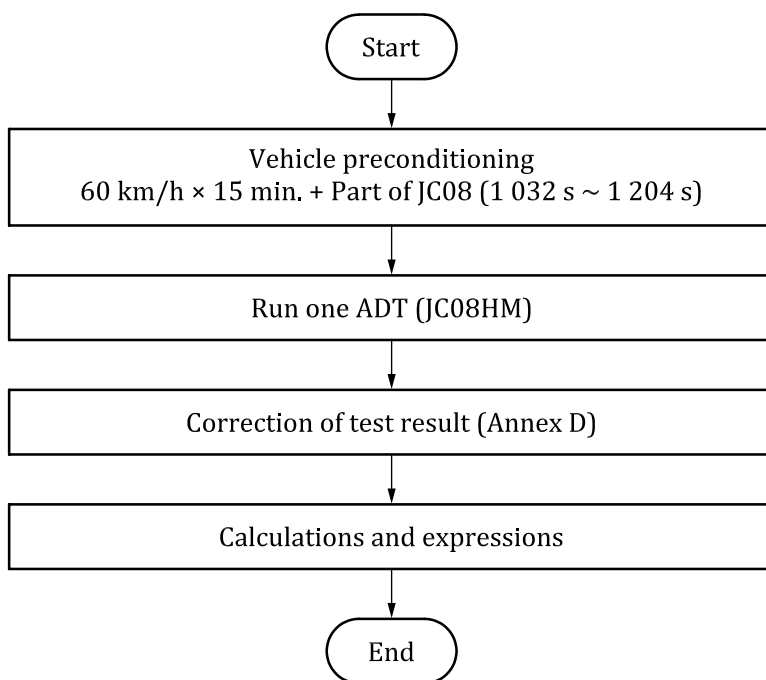 Start
Vehicle preconditioning
60 km/h × 15 min. + Part of JC08 (1 032 s ~ 1 204 s)
Run one ADT (JC08HM)
Correction of test result (Annex D)
Calculations and expressions
End